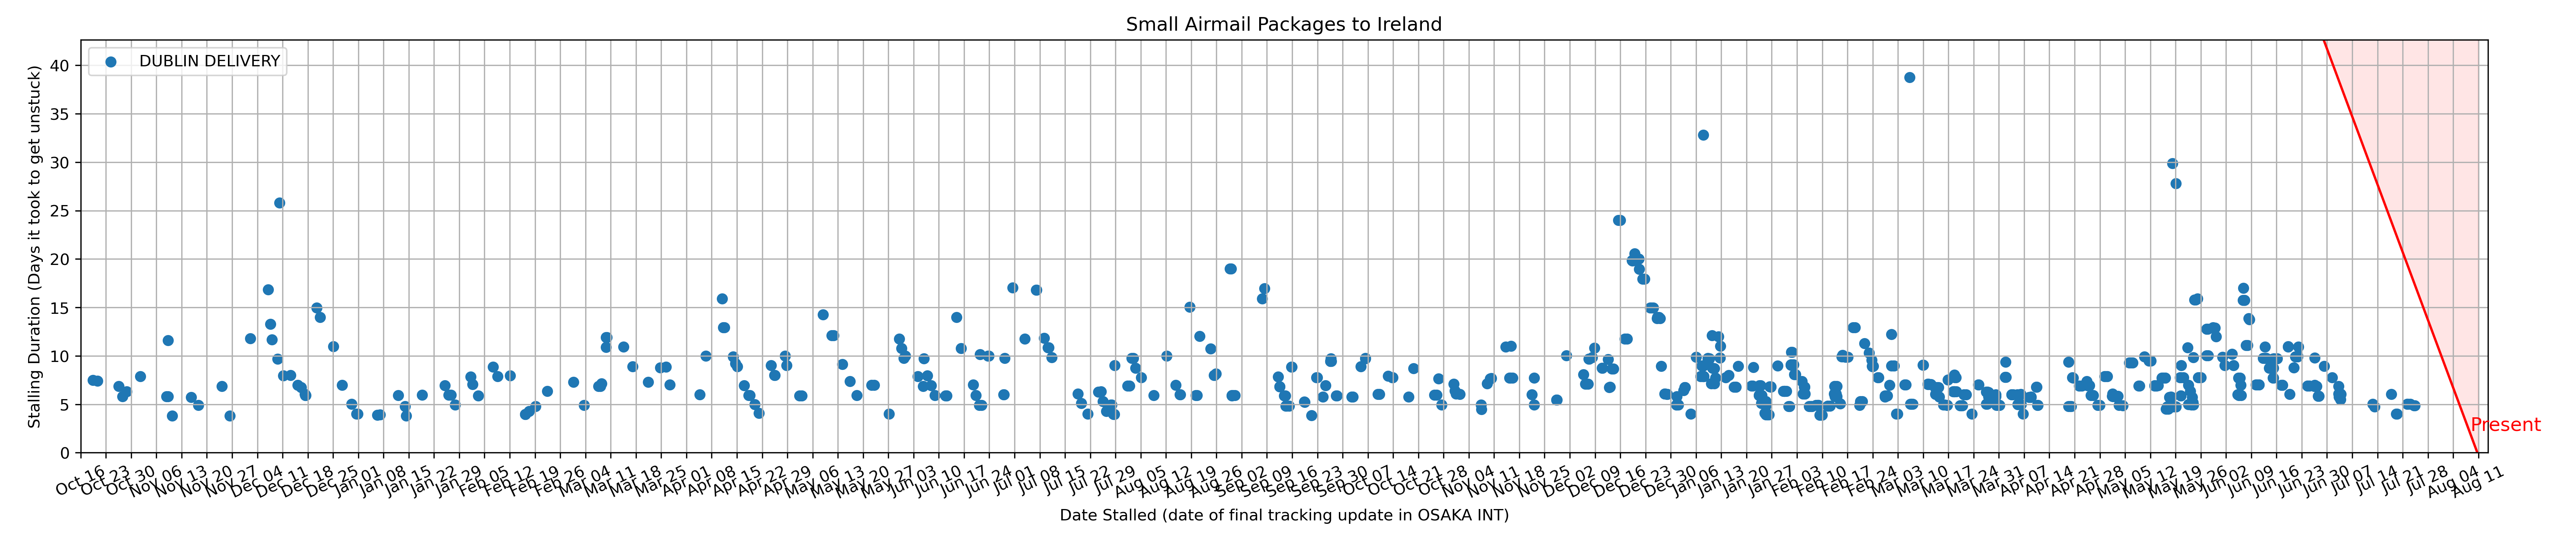 Small Airmail Packages to Ireland
DUBLIN DELIVERY
Stalling Duration (Days it took to get unstuck)
40
35
30
25
20
15
10
5
0
Present
Oct 16
Oct 23
Oct 30
Nov 06
Nov 13
Nov 20
Nov 27
Dec 04
Dec 11
Dec 18
Dec 25
Jan 01
Jan 08
Jan 15
Jan 22
Jan 29
Feb 05
Feb 12
Feb 19
Feb 26
Mar 04
Mar 11
Mar 18
Mar 25
Apr 01
Apr 08
Apr 15
Apr 22
Apr 29
May 06
May 13
May 20
May 27
Jun 03
Jun 10
Jun 17
Jun 24
Jul 01
Jul 08
Jul 15
Jul 22
Jul 29
Aug 05
Aug 12
Aug 19
Aug 26
Sep 02
Sep 09
Sep 16
Sep 23
Sep 30
Oct 07
Oct 14
Oct 21
Oct 28
Nov 04
Nov 11
Nov 18
Nov 25
Dec 02
Dec 09
Dec 16
Dec 23
Dec 30
Jan 06
Jan 13
Jan 20
Jan 27
Feb 03
Feb 10
Feb 17
Feb 24
Mar 03
Mar 10
Mar 17
Mar 24
Mar 31
Apr 07
Apr 14
Apr 21
Apr 28
May 05
May 12
May 19
May 26
Jun 02
Jun 09
Jun 16
Jun 23
Jun 30
Jul 07
Jul 14
Jul 21
Jul 28
Aug 04
Aug 11
Date Stalled (date of final tracking update in OSAKA INT)